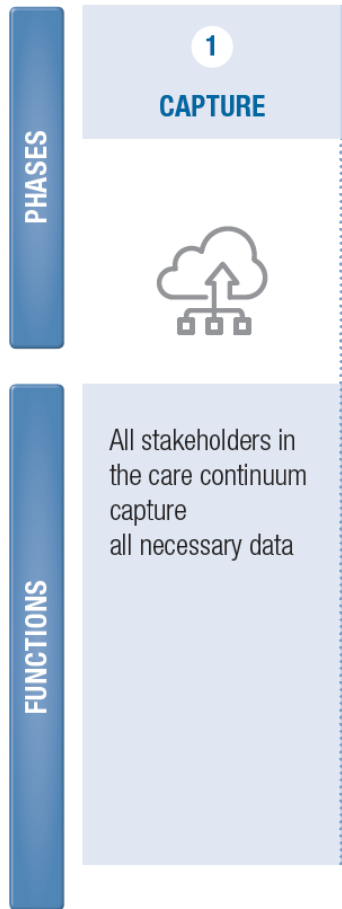 PHASES
1
CAPTURE
FUNCTIONS
All stakeholders in
the care continuum
capture
all necessary data